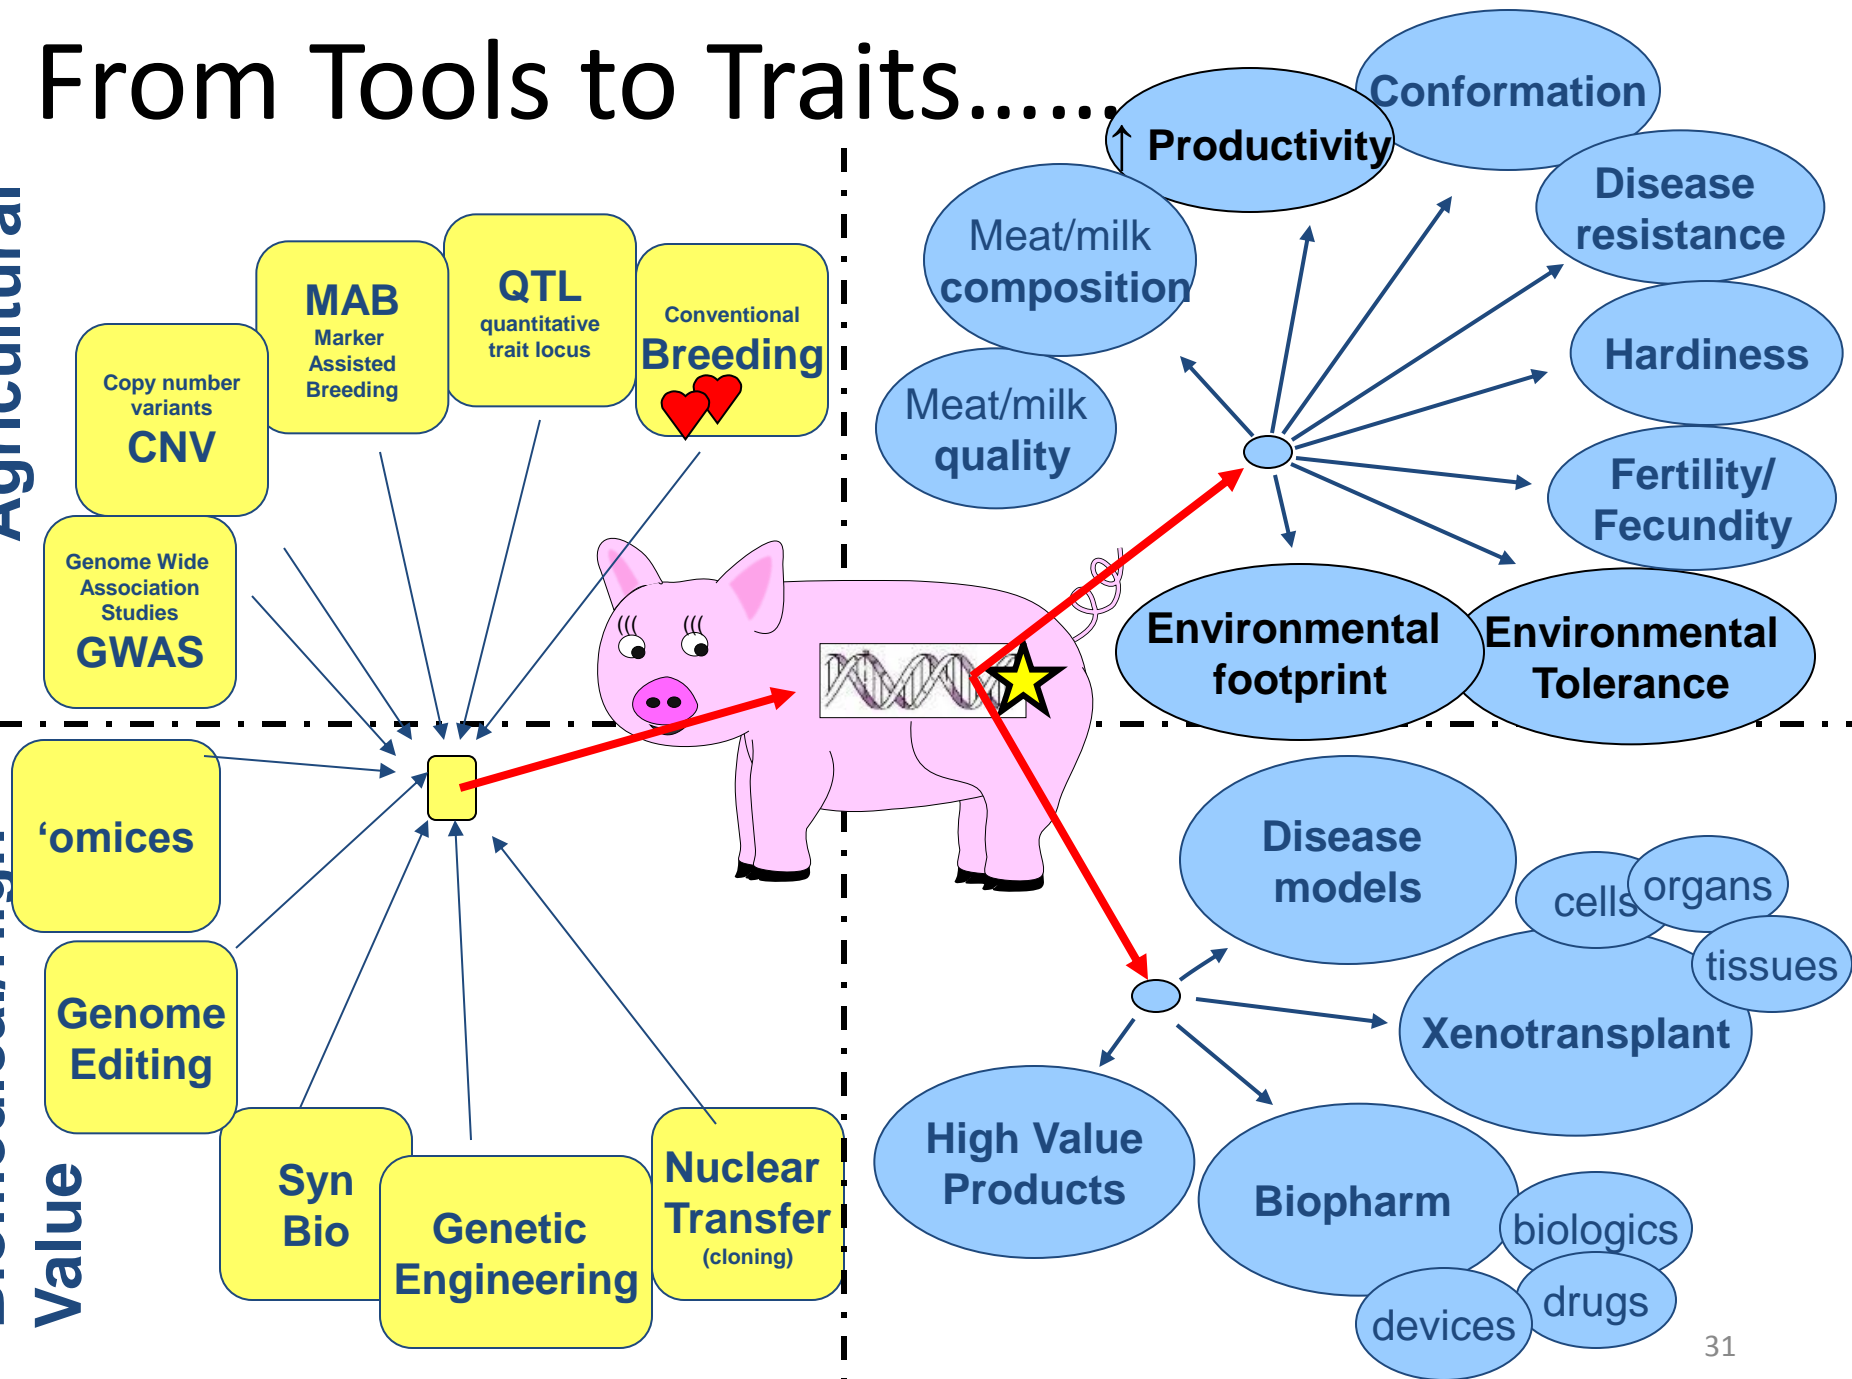 From Tools to Traits......
Agricultural
MAB
Marker
Assisted
Breeding
QTL
quantitative
trait locus
Conventional
Breeding
Copy number
variants
CNV
Genome Wide
Association
Studies
GWAS
‘omices
Genome
Editing
Syn
Bio
Genetic
Engineering
Nuclear
Transfer
(cloning)
Value
Conformation
↑ Productivity
Disease
resistance
Meat/milk
composition
Hardiness
Meat/milk
quality
Fertility/
Fecundity
Environmental
footprint
Environmental
Tolerance
Disease
models
cells
organs
tissues
Xenotransplant
High Value
Products
Biopharm
biologics
drugs
devices
31